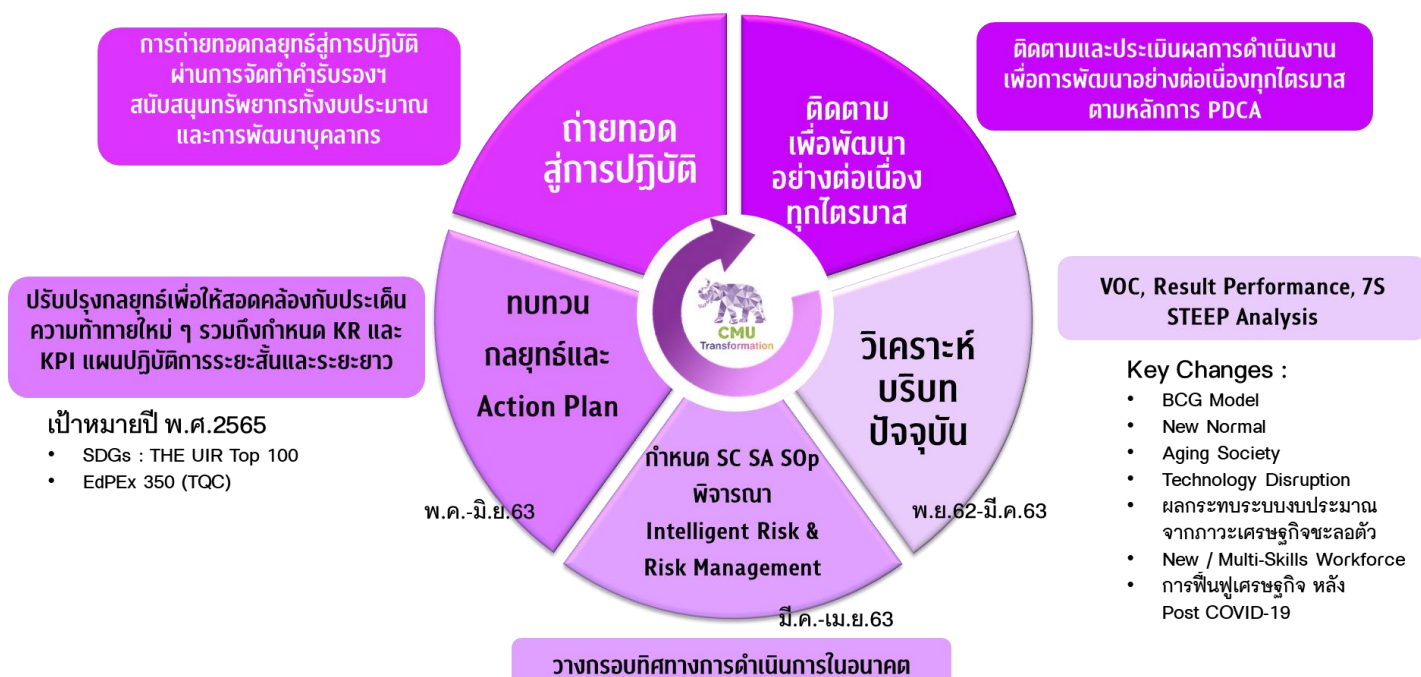 การถ่ายทอดกลยุทธ์สู่การปฏิบัติ
ผ่านการจัดทำคำรับรองฯ
สนับสนุนทรัพยากรทั้งงบประมาณ
และการพัฒนาบุคลากร
ถ่ายทอด
สู่การปฏิบัติ
ติดตาม
เพื่อพัฒนา
อย่างต่อเนื่อง
ทุกไตรมาส
ติดตามและประเมินผลการดำเนินงาน
เพื่อการพัฒนาอย่างต่อเนื่องทุกไตรมาส
ตามหลักการ PDCA
ปรับปรุงกลยุทธ์เพื่อให้สอดคล้องกับประเด็น
ความท้าทายใหม่ ๆ รวมถึงกำหนด KR และ
KPI แผนปฏิบัติการระยะสั้นและระยะยาว
เป้าหมายปี พ.ศ.2565
• SDGs : THE UIR Top 100
• EdPEx 350 (TQC)
ทบทวน
กลยุทธ์และ
Action Plan
พ.ค.-มิ.ย.63
CMU
Transformation
กำหนด SC SA SOp
พิจารณา
Intelligent Risk &
Risk Management
มี.ค.-เม.ย.63
วิเคราะห์
บริบท
ปัจจุบัน
พ.ย.62-มี.ค.63
VOC, Result Performance, 7S
STEEP Analysis
Key Changes :
• BCG Model
• New Normal
• Aging Society
• Technology Disruption
• ผลกระทบระบบงบประมาณ
จากภาวะเศรษฐกิจชะลอตัว
• New / Multi-Skills Workforce
• การฟื้นฟูเศรษฐกิจ หลัง
Post COVID-19
วางกรอบทิศทางการดำเนินการในอนาคต